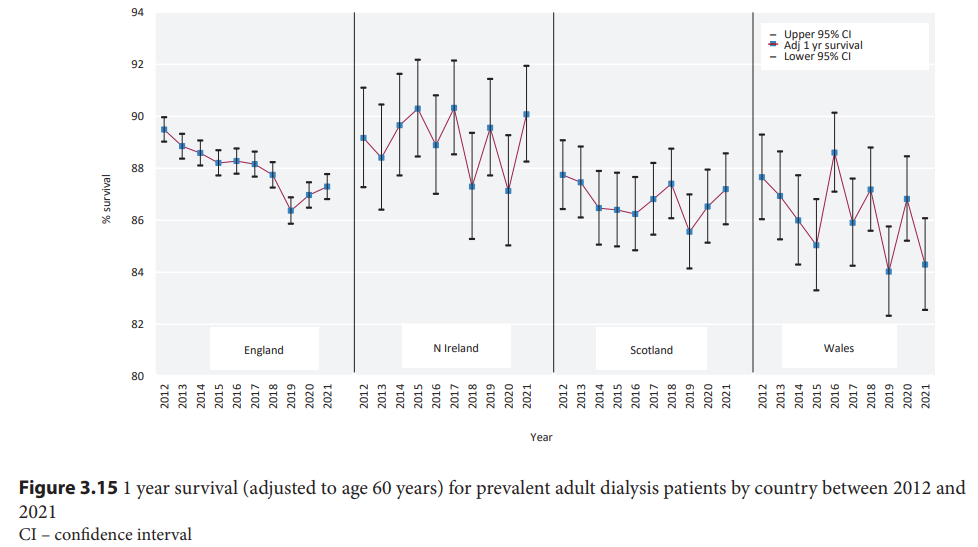 94
92
90
88
86
84
82
80
% survival
Upper 95% CI
Adj 1 yr survival
Lower 95% CI
England
N Ireland
Scotland
Wales
2012 2013 2014 2015 2016 2017 2018 2019 2020 2021 2012 2013 2014 2015 2016 2017 2018 2019 2020 2021 2012 2013 2014 2015 2016 2017 2018 2019 2020 2021 2012 2013 2014 2015 2016 2017 2018 2019 2020 2021
Year
Figure 3.15 1 year survival (adjusted to age 60 years) for prevalent adult dialysis patients by country between 2012 and
2021
CI – confidence interval